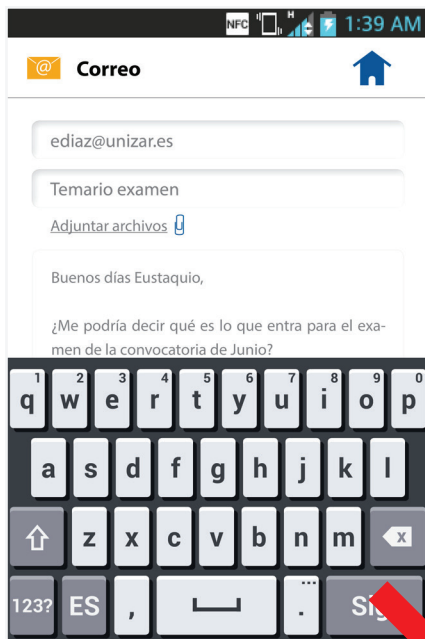 NFC H 1:39 AM
@ Correo
ediaz@unizar.es
Temario examen
Adjuntar archivos
Buenos días Eustaquio,
¿Me podría decir qué es lo que entra para el exa-
men de la convocatoria de Junio?
1 2 3 4 5 6 7 8 9 0
q w e r t y u i o p
a s d f g h j k l
z x c v b n m x
123? ES , ... .